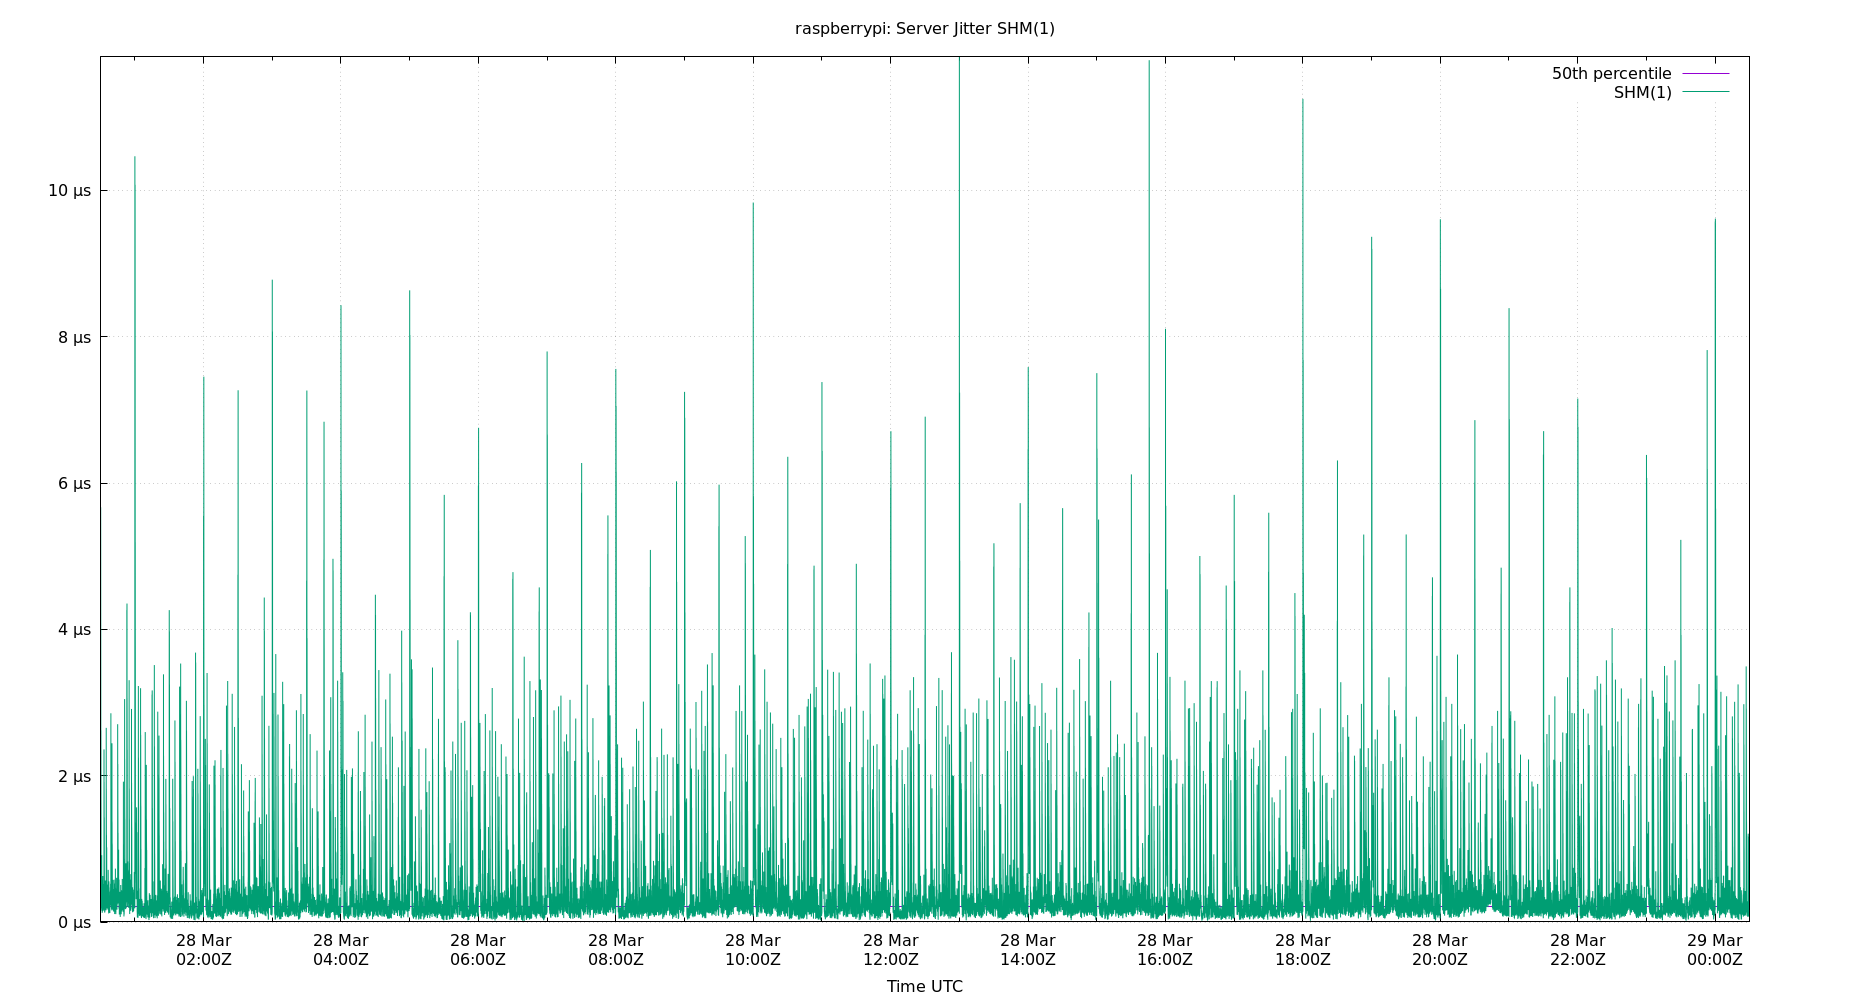 raspberrypi: Server Jitter SHM(1)
50th percentile
SHM(1)
10 µs
8 µs
6 µs
4 µs
2 µs
0 µs
28 Mar 28 Mar 28 Mar 28 Mar 28 Mar 28 Mar 28 Mar 28 Mar 28 Mar 28 Mar 28 Mar 29 Mar
02:00Z 04:00Z 06:00Z 08:00Z 10:00Z 12:00Z 14:00Z 16:00Z 18:00Z 20:00Z 22:00Z 00:00Z
Time UTC